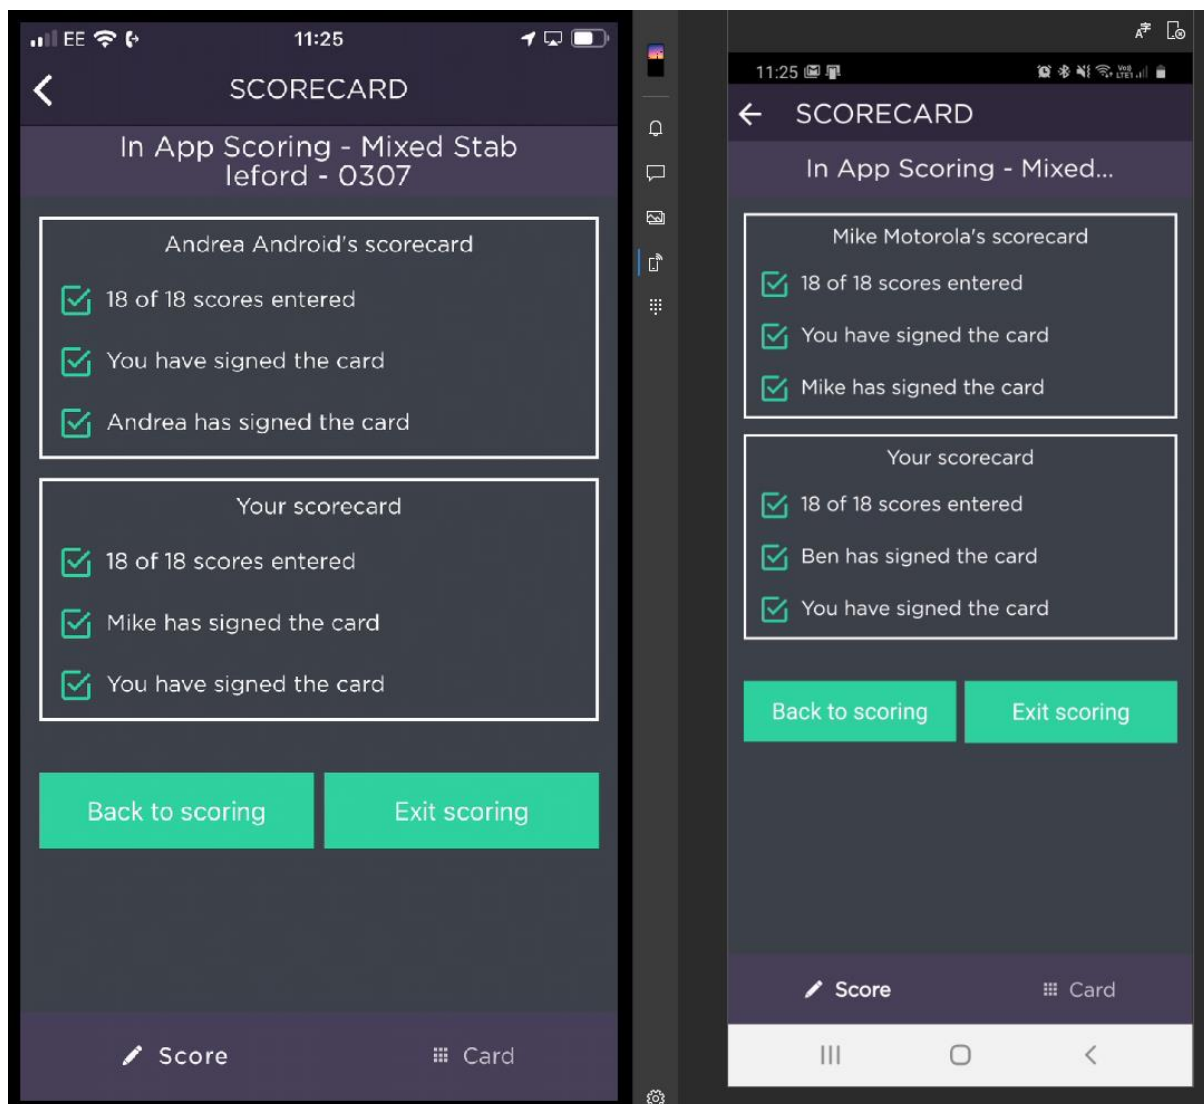 EE 11:25
SCORECARD
In App Scoring - Mixed Stab
leford - 0307
Andrea Android's scorecard
18 of 18 scores entered
You have signed the card
Andrea has signed the card
Your scorecard
18 of 18 scores entered
Mike has signed the card
You have signed the card
Back to scoring Exit scoring
Score Card
11:25
SCORECARD
In App Scoring - Mixed...
Mike Motorola's scorecard
18 of 18 scores entered
You have signed the card
Mike has signed the card
Your scorecard
18 of 18 scores entered
Ben has signed the card
You have signed the card
Back to scoring Exit scoring
Score Card